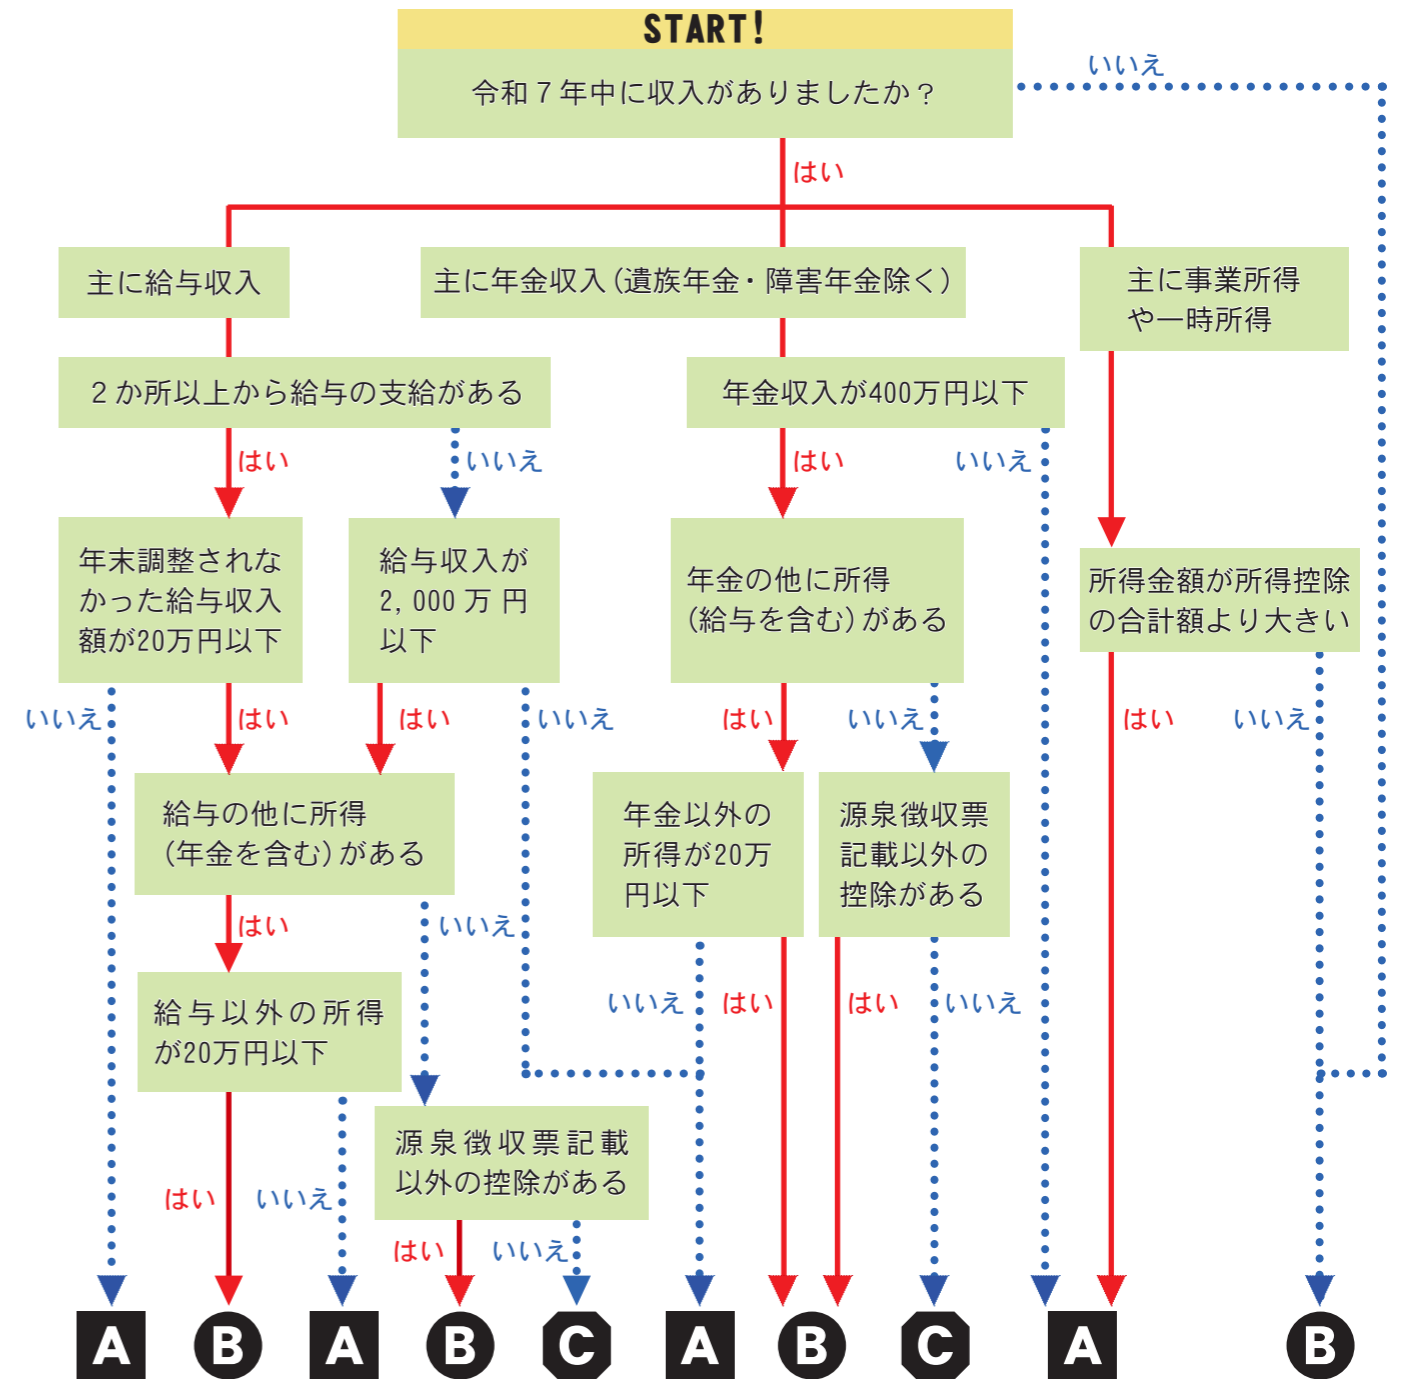 START!
令和７年中に収入がありましたか？
いいえ
はい
主に給与収入
主に年金収入(遺族年金・障害年金除く)
主に事業所得
や一時所得
２か所以上から給与の支給がある
年金収入が400万円以下
はい
いいえ
はい
いいえ
年末調整されな
かった給与収入
額が20万円以下
給与収入が
2,000万円
以下
年金の他に所得
(給与を含む)がある
所得金額が所得控除
の合計額より大きい
いいえ
はい
はい
いいえ
はい
いいえ
はい
いいえ
給与の他に所得
(年金を含む)がある
年金以外の
所得が20万
円以下
源泉徴収票
記載以外の
控除がある
はい
いいえ
給与以外の所得
が20万円以下
いいえ
はい
はい
いいえ
源泉徴収票記載
以外の控除がある
はい
いいえ
はい
いいえ
A
B
A
B
C
A
B
C
A
B